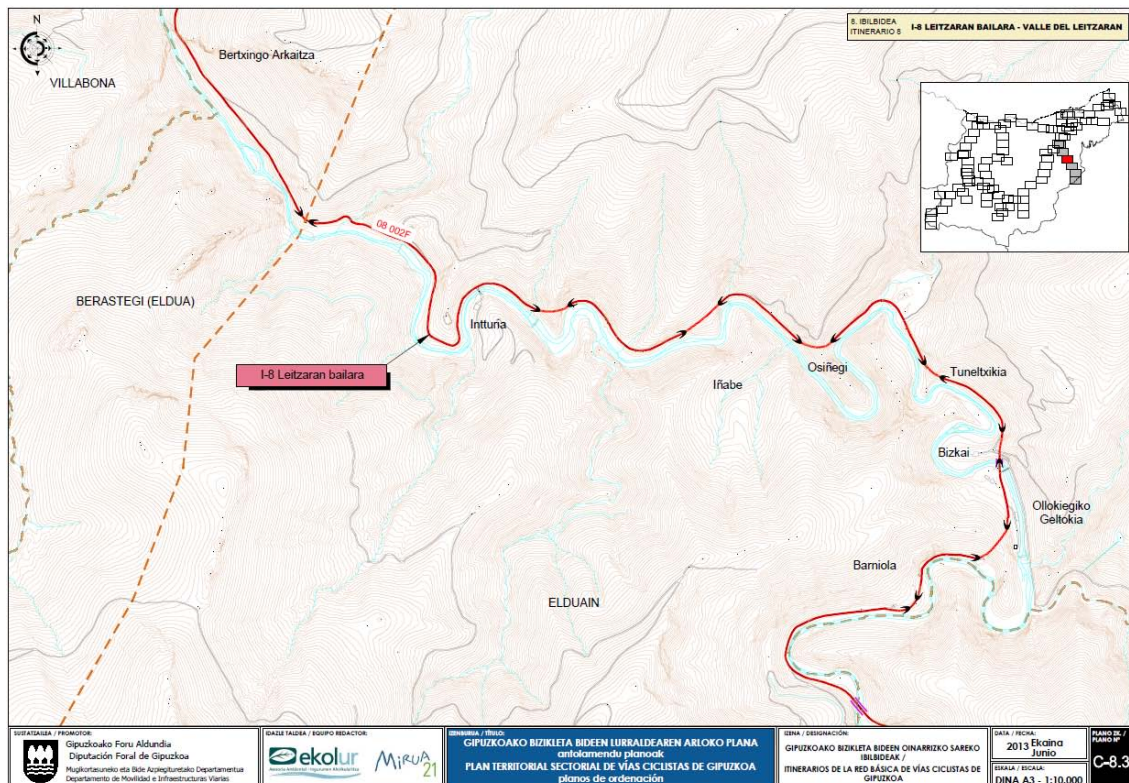 N
8. IBILBIDEA
ITINERARIO 8
I-8 LEITZARAN BAILARA - VALLE DEL LEITZARAN
Bertxingo Arkaitza
VILLABONA
08 002F
BERASTEGI (ELDUA)
Inttuña
I-8 Leitzaran bailara
Iñabe
Osiñegi
Tuneltxikia
Bizkai
Ollokiegiko
Geltokia
Barniola
ELDUAIN
SUSTATZAILEA / PROMOTOR:
Gipuzkoako Foru Aldundia
Diputación Foral de Gipuzkoa
Mugikortasuneko eta Bide Azpiegituretako Departamentua
Departamento de Movilidad e Infraestructuras Viarias
IDAZLE TALDEA / EQUIPO REDACTOR:
ekolur
MIRUA
21
IZENBURUA / TÍTULO:
GIPUZKOAKO BIZIKLETA BIDEEN LURRALDEAREN ARLOKO PLANA
antolamendu planoak
PLAN TERRITORIAL SECTORIAL DE VÍAS CICLISTAS DE GIPUZKOA
planos de ordenación
IZENA / DESIGNACIÓN:
GIPUZKOAKO BIZIKLETA BIDEEN OINARRIZKO SAREKO
IBILBIDEAK /
ITINERARIOS DE LA RED BÁSICA DE VÍAS CICLISTAS DE
GIPUZKOA
DATA / FECHA:
2013 Ekaina
Junio
ESKALA / ESCALA:
DINA A3 - 1:10.000
PLANO ZK. /
PLANO Nº
C-8.3